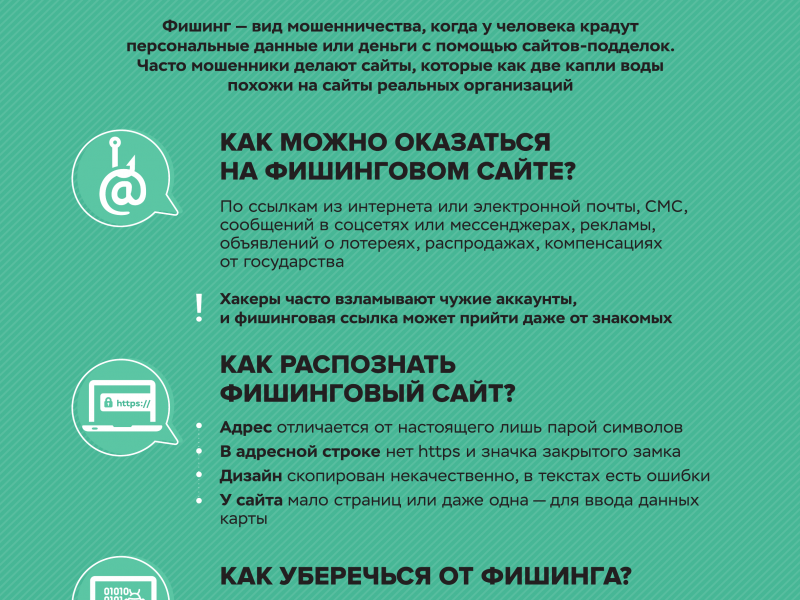 Фишинг — вид мошенничества, когда у человека крадут
персональные данные или деньги с помощью сайтов-подделок.
Часто мошенники делают сайты, которые как две капли воды
похожи на сайты реальных организаций
КАК МОЖНО ОКАЗАТЬСЯ
НА ФИШИНГОВОМ САЙТЕ?
@
По ссылкам из интернета или электронной почты, СМС,
сообщений в соцсетях или мессенджерах, рекламы,
объявлений о лотереях, распродажах, компенсациях
от государства
! Хакеры часто взламывают чужие аккаунты,
и фишинговая ссылка может прийти даже от знакомых
КАК РАСПОЗНАТЬ
ФИШИНГОВЫЙ САЙТ?
https://
• Адрес отличается от настоящего лишь парой символов
• В адресной строке нет https и значка закрытого замка
• Дизайн скопирован некачественно, в текстах есть ошибки
• У сайта мало страниц или даже одна — для ввода данных
карты
КАК УБЕРЕЧЬСЯ ОТ ФИШИНГА?